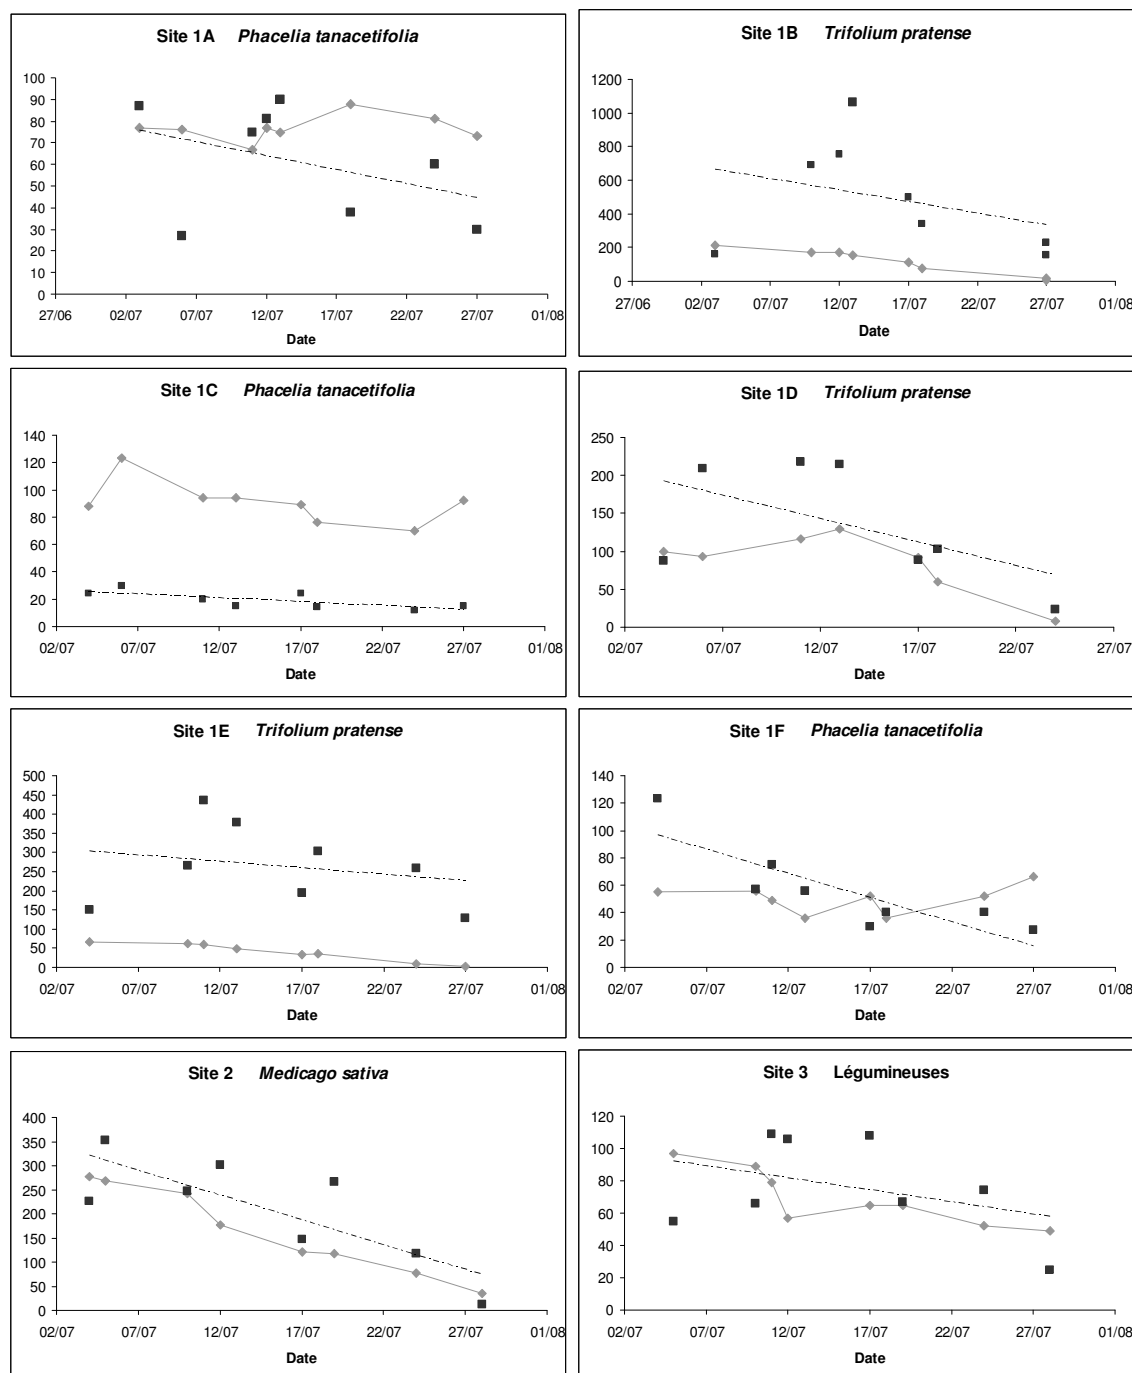 Site 1A Phacelia tanacetifolia
100
90
80
70
60
50
40
30
20
10
0
27/06 02/07 07/07 12/07 17/07 22/07 27/07 01/08
Date
Site 1B Trifolium pratense
1200
1000
800
600
400
200
0
27/06 02/07 07/07 12/07 17/07 22/07 27/07 01/08
Date
Site 1C Phacelia tanacetifolia
140
120
100
80
60
40
20
0
02/07 07/07 12/07 17/07 22/07 27/07 01/08
Date
Site 1D Trifolium pratense
250
200
150
100
50
0
02/07 07/07 12/07 17/07 22/07 27/07
Date
Site 1E Trifolium pratense
500
450
400
350
300
250
200
150
100
50
0
02/07 07/07 12/07 17/07 22/07 27/07 01/08
Date
Site 1F Phacelia tanacetifolia
140
120
100
80
60
40
20
0
02/07 07/07 12/07 17/07 22/07 27/07 01/08
Date
Site 2 Medicago sativa
400
350
300
250
200
150
100
50
0
02/07 07/07 12/07 17/07 22/07 27/07 01/08
Date
Site 3 Légumineuses
120
100
80
60
40
20
0
02/07 07/07 12/07 17/07 22/07 27/07 01/08
Date